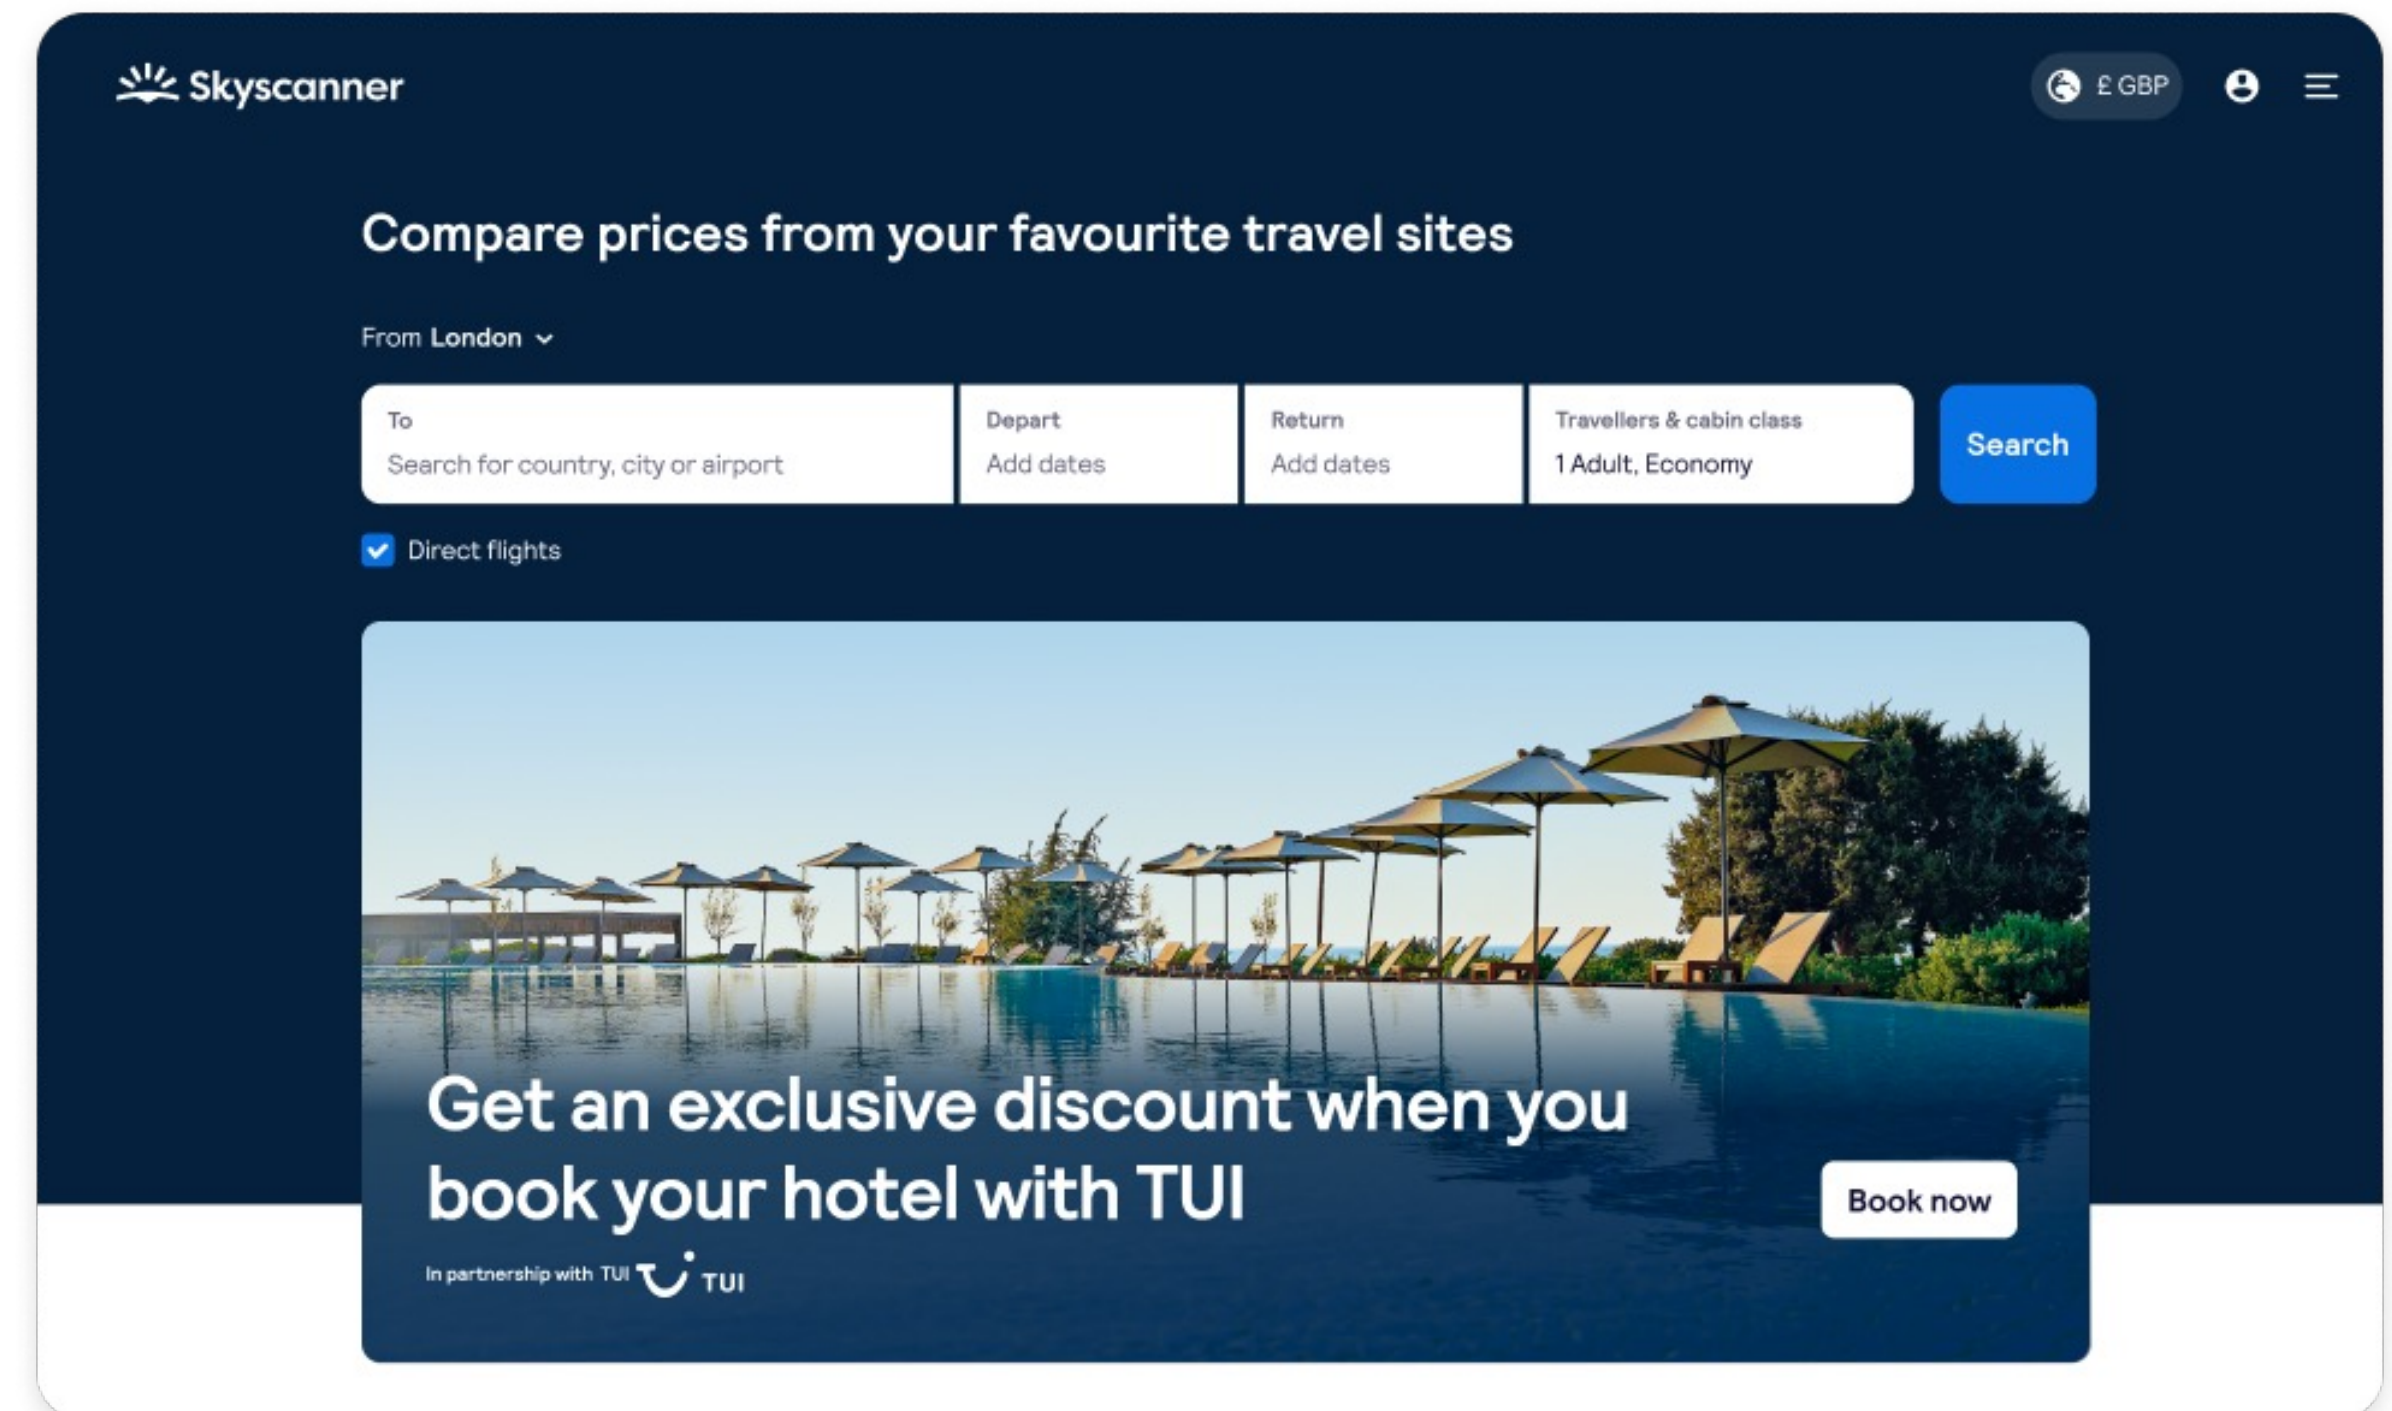 Skyscanner
£ GBP
Compare prices from your favourite travel sites
From London
To
Search for country, city or airport
Depart
Add dates
Return
Add dates
Travellers & cabin class
1 Adult, Economy
Search
Direct flights
Get an exclusive discount when you
book your hotel with TUI
Book now
In partnership with TUI TUI